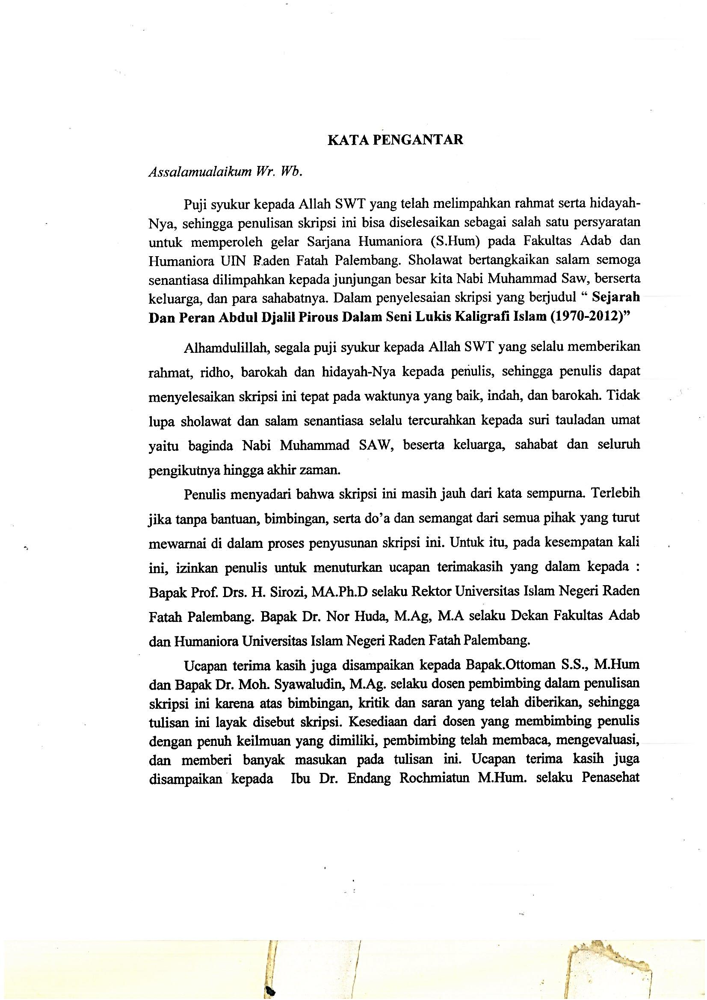 KATA PENGANTAR
Assalamualaikum Wr. Wb.
Puji syukur kepada Allah SWT yang telah melimpahkan rahmat serta hidayah-
Nya, sehingga penulisan skripsi ini bisa diselesaikan sebagai salah satu persyaratan
untuk memperoleh gelar Sarjana Humaniora (S.Hum) pada Fakultas Adab dan
Humaniora UIN Raden Fatah Palembang. Sholawat bertangkaikan salam semoga
senantiasa dilimpahkan kepada junjungan besar kita Nabi Muhammad Saw, berserta
keluarga, dan para sahabatnya. Dalam penyelesaian skripsi yang berjudul “ Sejarah
Dan Peran Abdul Djalil Pirous Dalam Seni Lukis Kaligrafi Islam (1970-2012)”
Alhamdulillah, segala puji syukur kepada Allah SWT yang selalu memberikan
rahmat, ridho, barokah dan hidayah-Nya kepada penulis, sehingga penulis dapat
menyelesaikan skripsi ini tepat pada waktunya yang baik, indah, dan barokah. Tidak
lupa sholawat dan salam senantiasa selalu tercurahkan kepada suri tauladan umat
yaitu baginda Nabi Muhammad SAW, beserta keluarga, sahabat dan seluruh
pengikutnya hingga akhir zaman.
Penulis menyadari bahwa skripsi ini masih jauh dari kata sempurna. Terlebih
jika tanpa bantuan, bimbingan, serta do’a dan semangat dari semua pihak yang turut
mewarnai di dalam proses penyusunan skripsi ini. Untuk itu, pada kesempatan kali
ini, izinkan penulis untuk menuturkan ucapan terimakasih yang dalam kepada :
Bapak Prof. Drs. H. Sirozi, MA.Ph.D selaku Rektor Universitas Islam Negeri Raden
Fatah Palembang. Bapak Dr. Nor Huda, M.Ag, M.A selaku Dekan Fakultas Adab
dan Humaniora Universitas Islam Negeri Raden Fatah Palembang.
Ucapan terima kasih juga disampaikan kepada Bapak.Ottoman S.S., M.Hum
dan Bapak Dr. Moh. Syawaludin, M.Ag. selaku dosen pembimbing dalam penulisan
skripsi ini karena atas bimbingan, kritik dan saran yang telah diberikan, sehingga
tulisan ini layak disebut skripsi. Kesediaan dari dosen yang membimbing penulis
dengan penuh keilmuan yang dimiliki, pembimbing telah membaca, mengevaluasi,
dan memberi banyak masukan pada tulisan ini. Ucapan terima kasih juga
disampaikan kepada Ibu Dr. Endang Rochmiatun M.Hum. selaku Penasehat